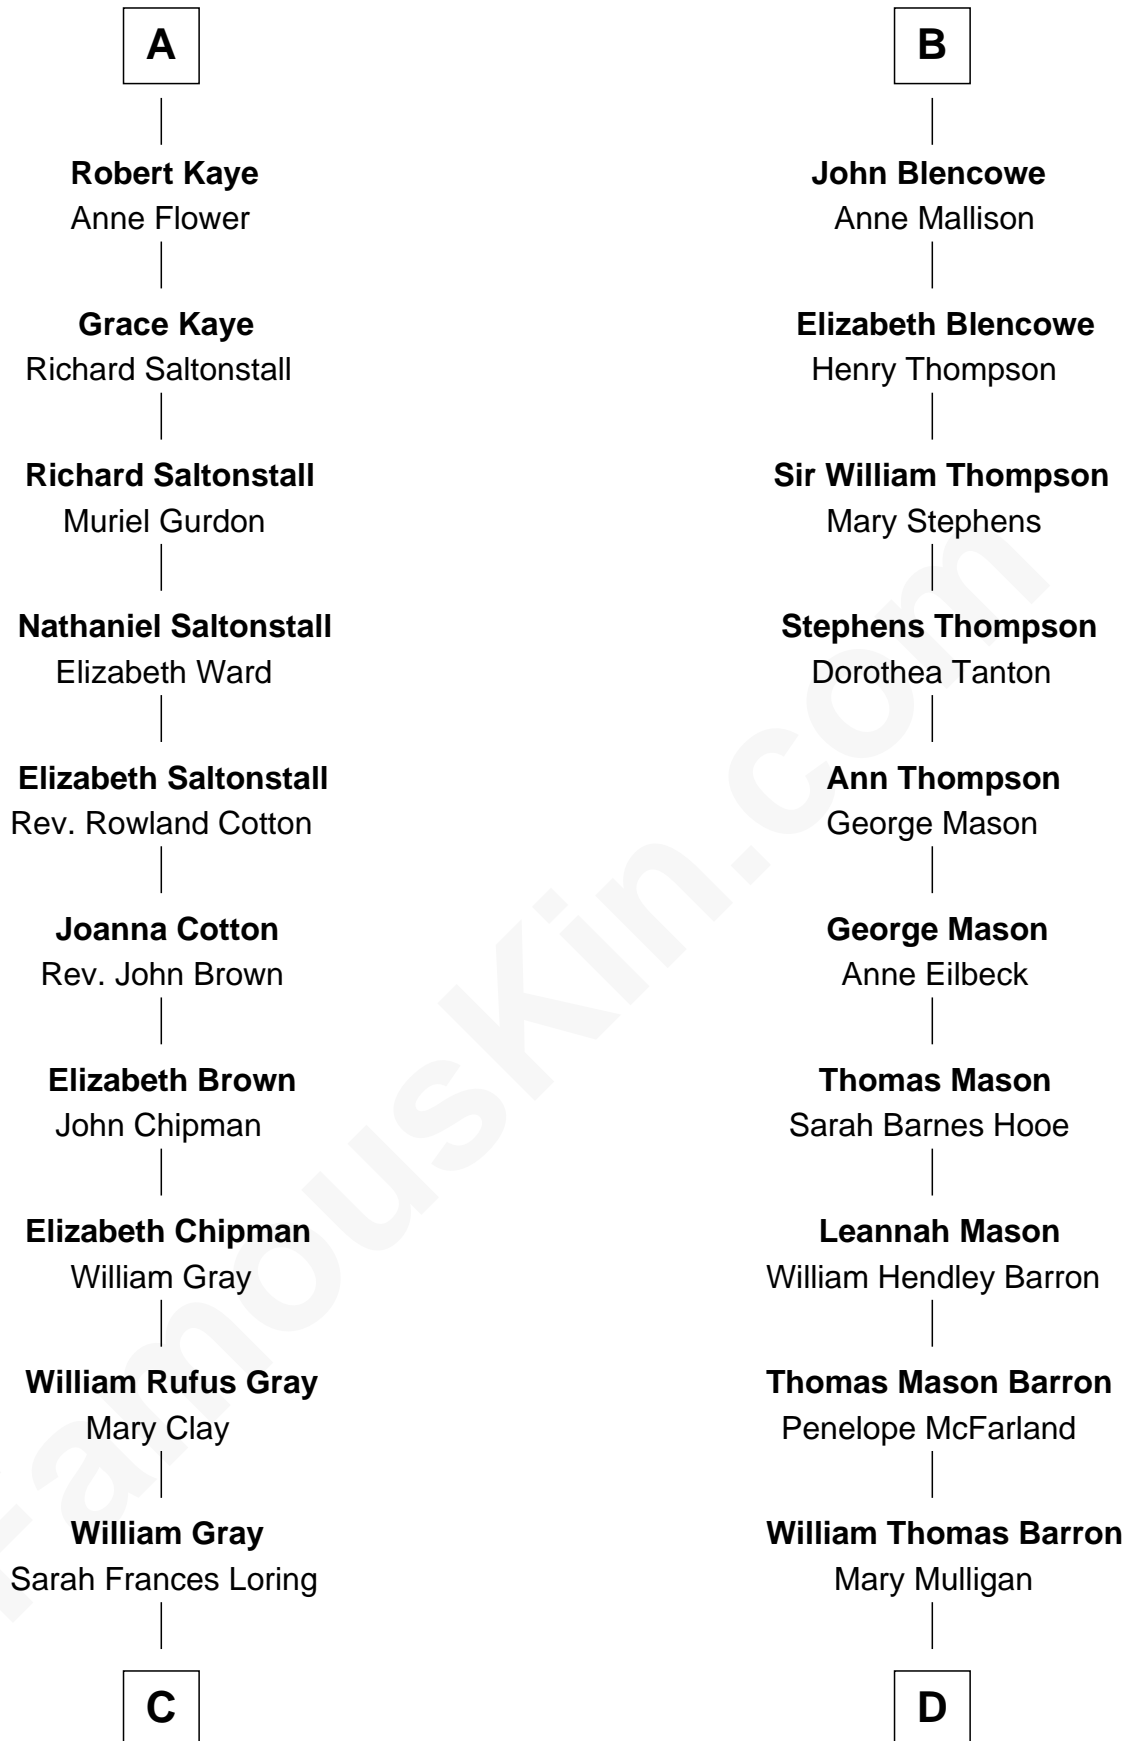 A
Robert Kaye
Anne Flower
Grace Kaye
Richard Saltonstall
Richard Saltonstall
Muriel Gurdon
Nathaniel Saltonstall
Elizabeth Ward
Elizabeth Saltonstall
Rev. Rowland Cotton
Joanna Cotton
Rev. John Brown
Elizabeth Brown
John Chipman
Elizabeth Chipman
William Gray
William Rufus Gray
Mary Clay
William Gray
Sarah Frances Loring
C
B
John Blencowe
Anne Mallison
Elizabeth Blencowe
Henry Thompson
Sir William Thompson
Mary Stephens
Stephens Thompson
Dorothea Tanton
Ann Thompson
George Mason
George Mason
Anne Eilbeck
Thomas Mason
Sarah Barnes Hooe
Leannah Mason
William Hendley Barron
Thomas Mason Barron
Penelope McFarland
William Thomas Barron
Mary Mulligan
D
FamousKin.com